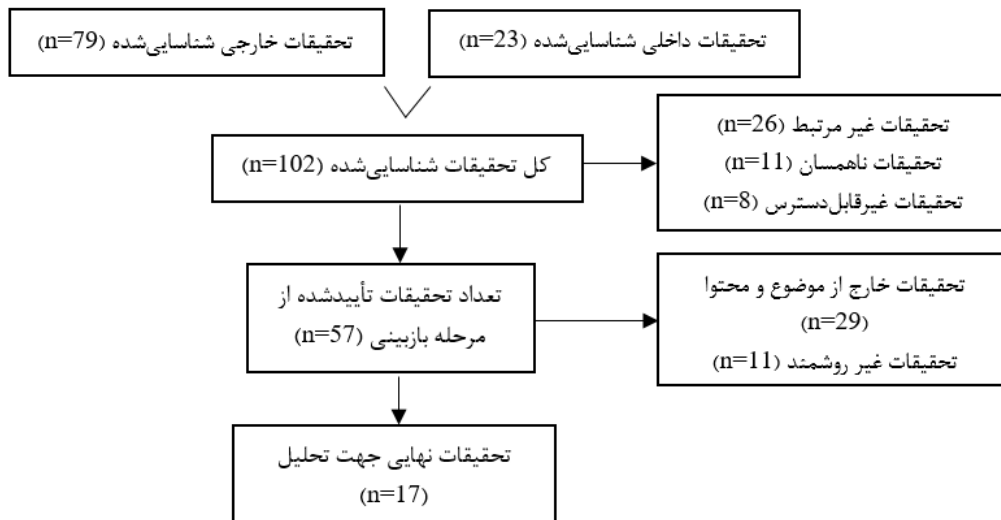 تحقیقات داخلی شناسایی‌شده (n=23)
تحقیقات خارجی شناسایی‌شده (n=79)
کل تحقیقات شناسایی‌شده (n=102)
تحقیقات غیر مرتبط (n=26)
تحقیقات ناهمسان (n=11)
تحقیقات غیرقابل‌دسترس (n=8)
تعداد تحقیقات تأییدشده از
مرحله بازبینی (n=57)
تحقیقات خارج از موضوع و محتوا
(n=29)
تحقیقات غیر روشمند (n=11)
تحقیقات نهایی جهت تحلیل
(n=17)